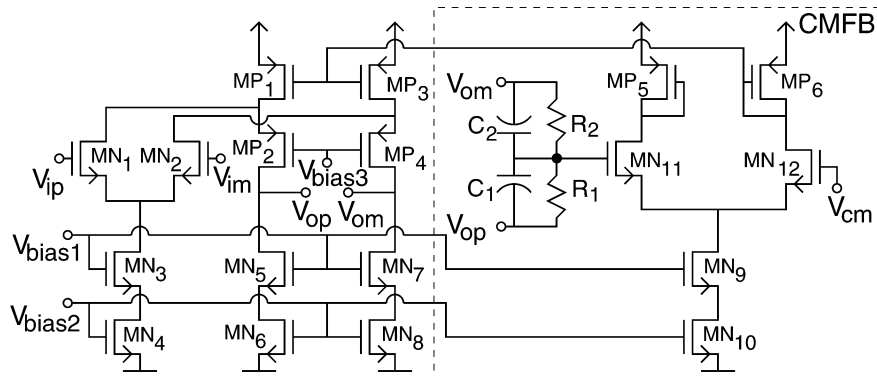 CMFB
MP1
MP3
MP5
MP6
Vom
C2
R2
MN1
MN2
MP2
MP4
MN11
MN12
Vip
Vim
Vbias3
C1
R1
Vop
Vom
Vop
Vcm
Vbias1
MN3
MN5
MN7
MN9
Vbias2
MN4
MN6
MN8
MN10